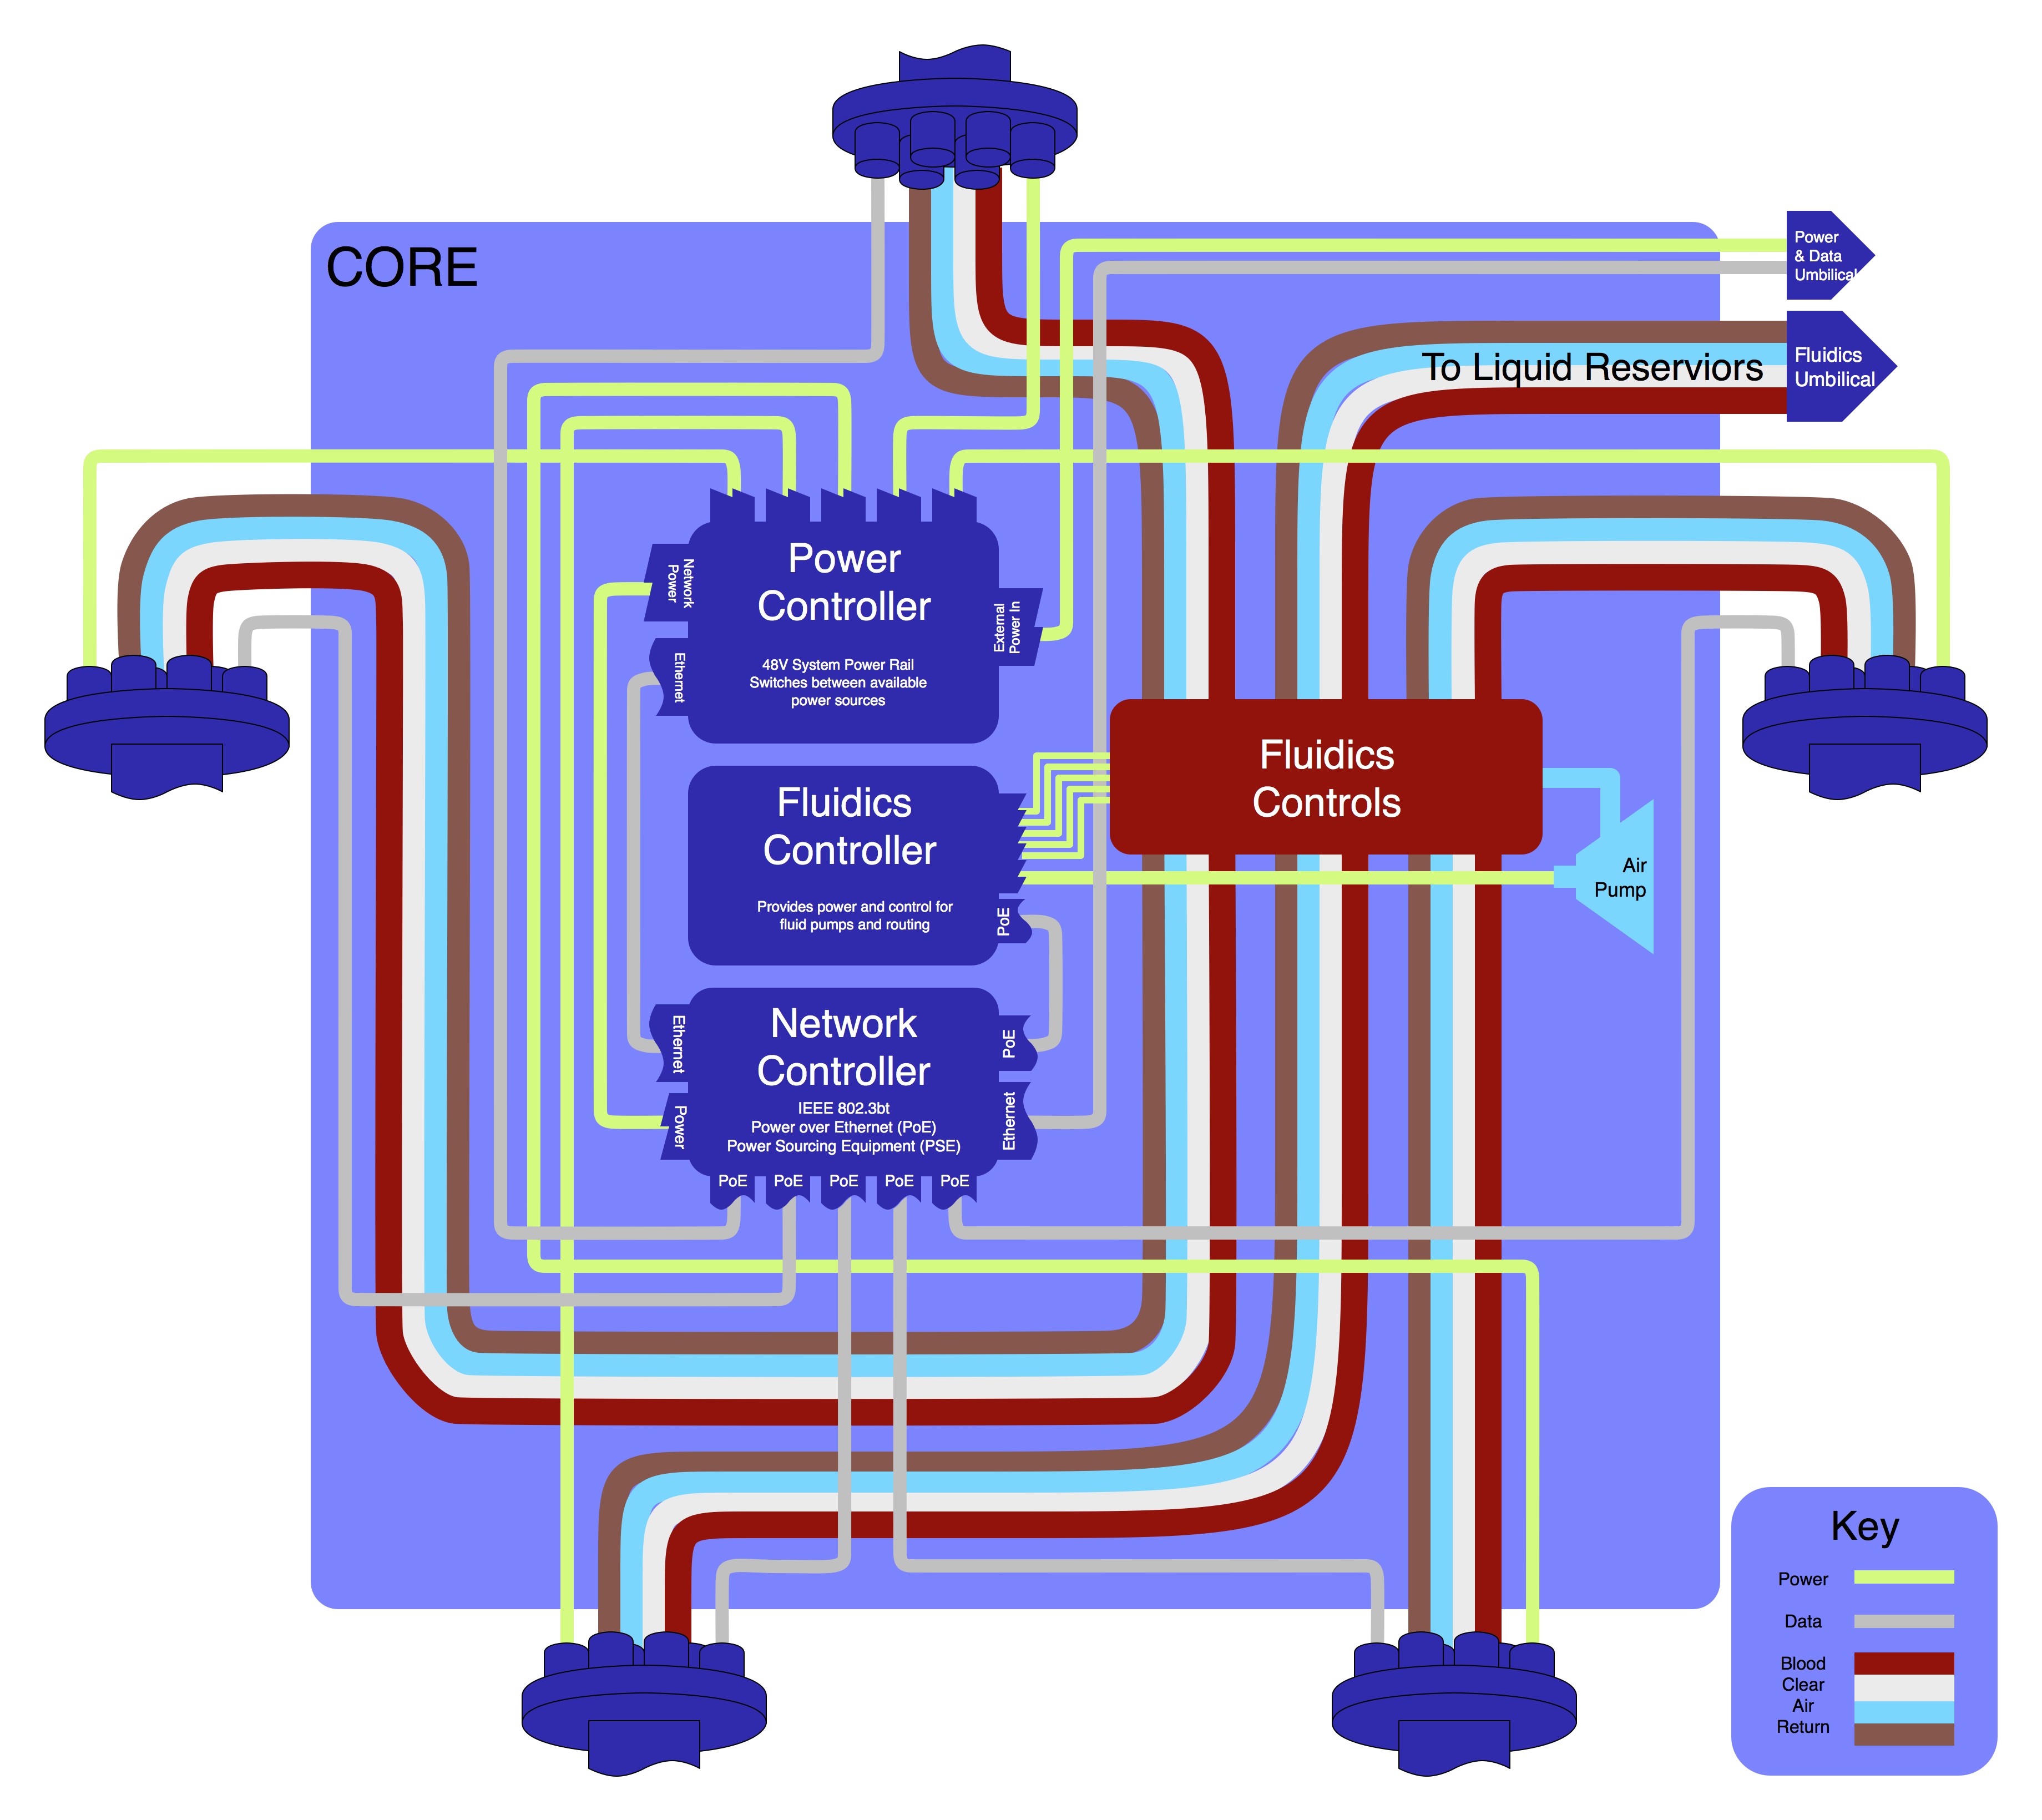 CORE
Power
& Data
Umbilical
To Liquid Reserviors
Fluidics
Umbilical
Power
Controller
48V System Power Rail
Switches between available
power sources
Network
Power
Ethernet
External
Power In
Fluidics
Controls
Fluidics
Controller
Provides power and control for
fluid pumps and routing
PoE
Air
Pump
Network
Controller
IEEE 802.3bt
Power over Ethernet (PoE)
Power Sourcing Equipment (PSE)
Ethernet
Power
PoE
Ethernet
PoE
PoE
PoE
PoE
PoE
Key
Power
Data
Blood
Clear
Air
Return